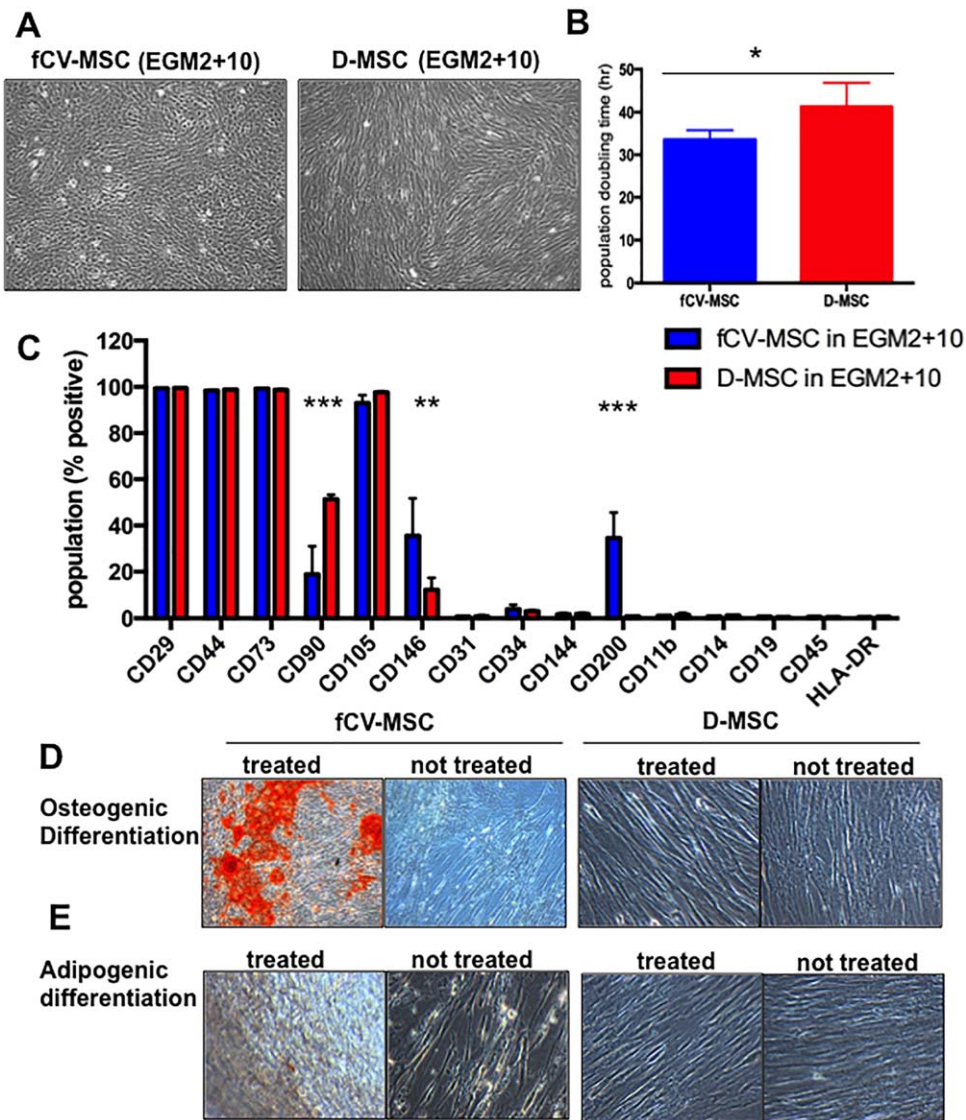 A
fCV-MSC (EGM2+10)
D-MSC (EGM2+10)
B
*
population doubling time (hr)
50
40
30
20
10
0
fCV-MSC
D-MSC
fCV-MSC in EGM2+10
D-MSC in EGM2+10
C
population (% positive)
120
100
80
60
40
20
0
***
**
***
CD29
CD44
CD73
CD90
CD105
CD146
CD31
CD34
CD144
CD200
CD11b
CD14
CD19
CD45
HLA-DR
fCV-MSC
D-MSC
D
treated
not treated
treated
not treated
Osteogenic
Differentiation
E
treated
not treated
treated
not treated
Adipogenic
differentiation